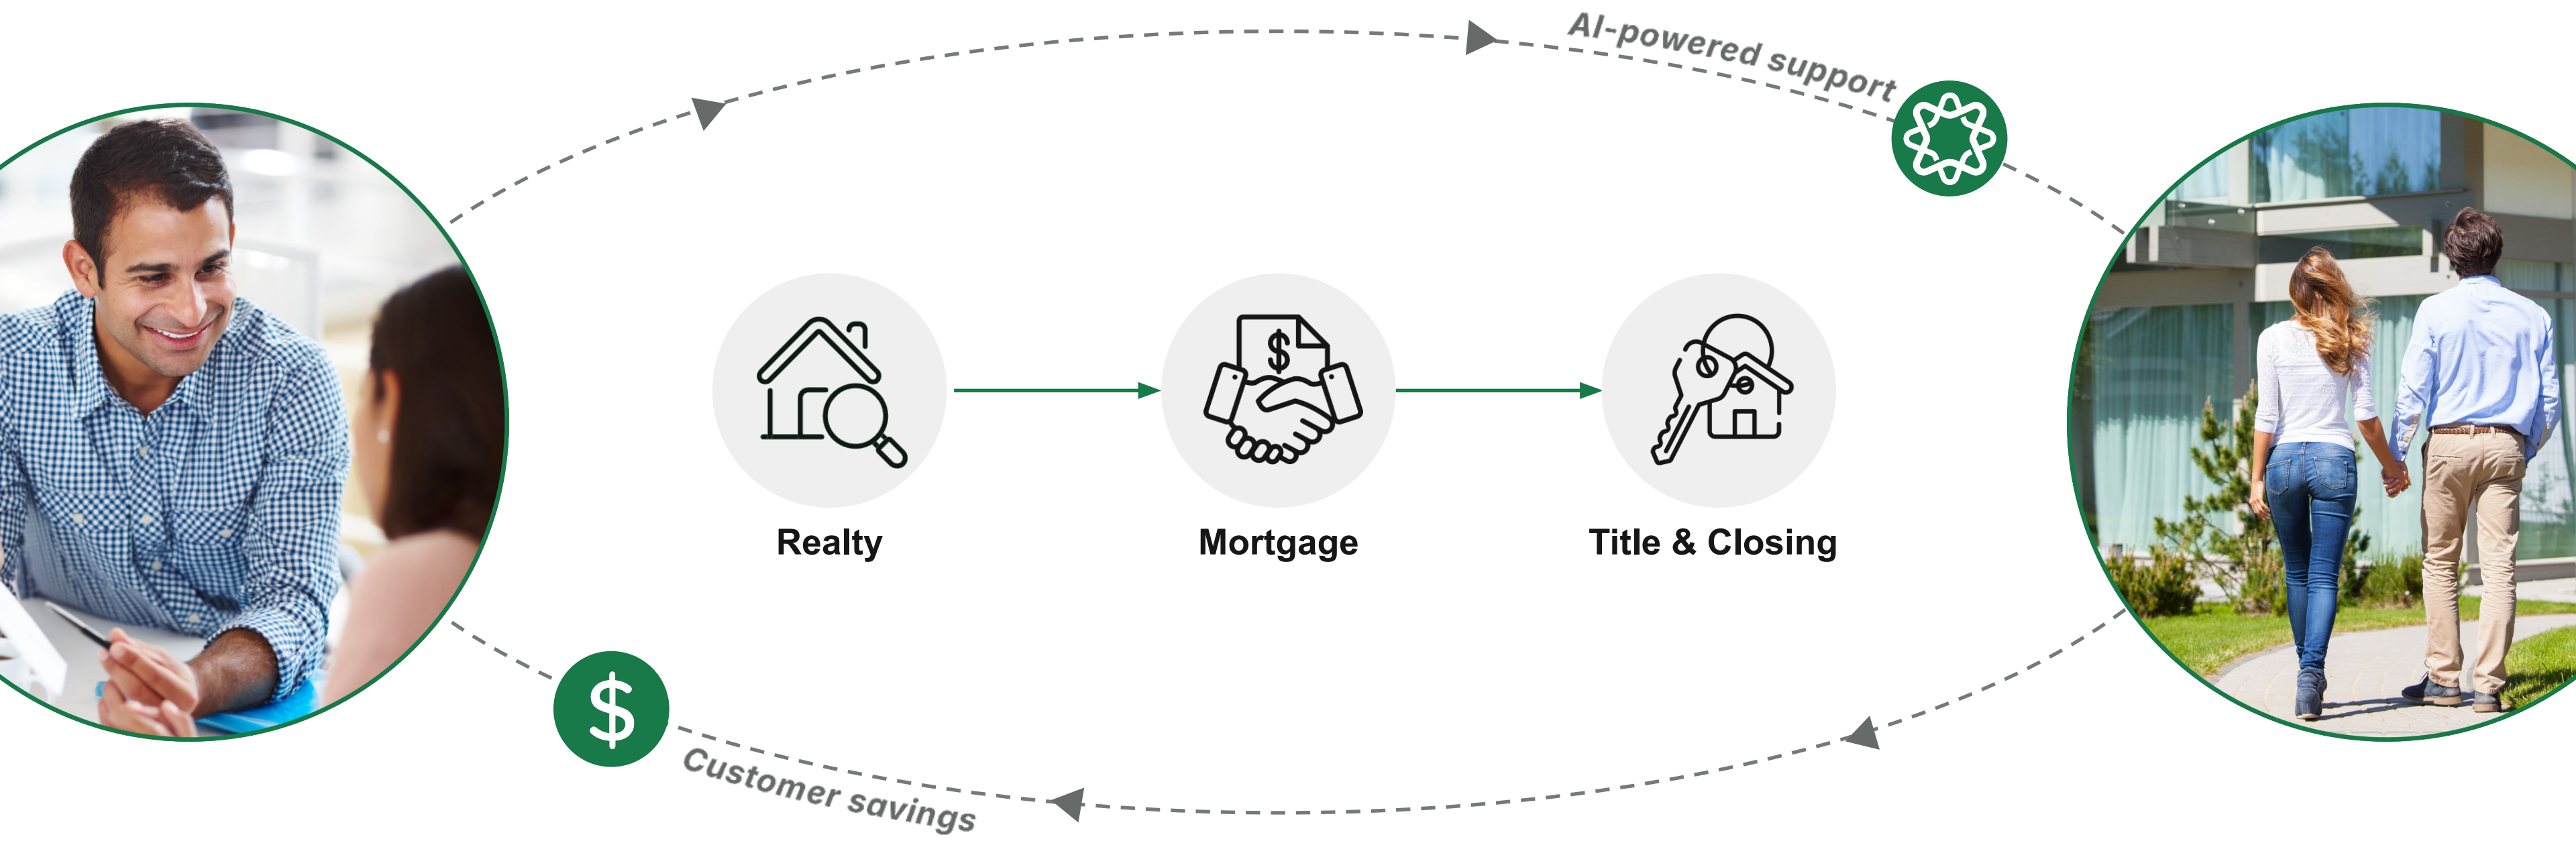 AI-powered support
$
Realty
Mortgage
Title & Closing
$
Customer savings